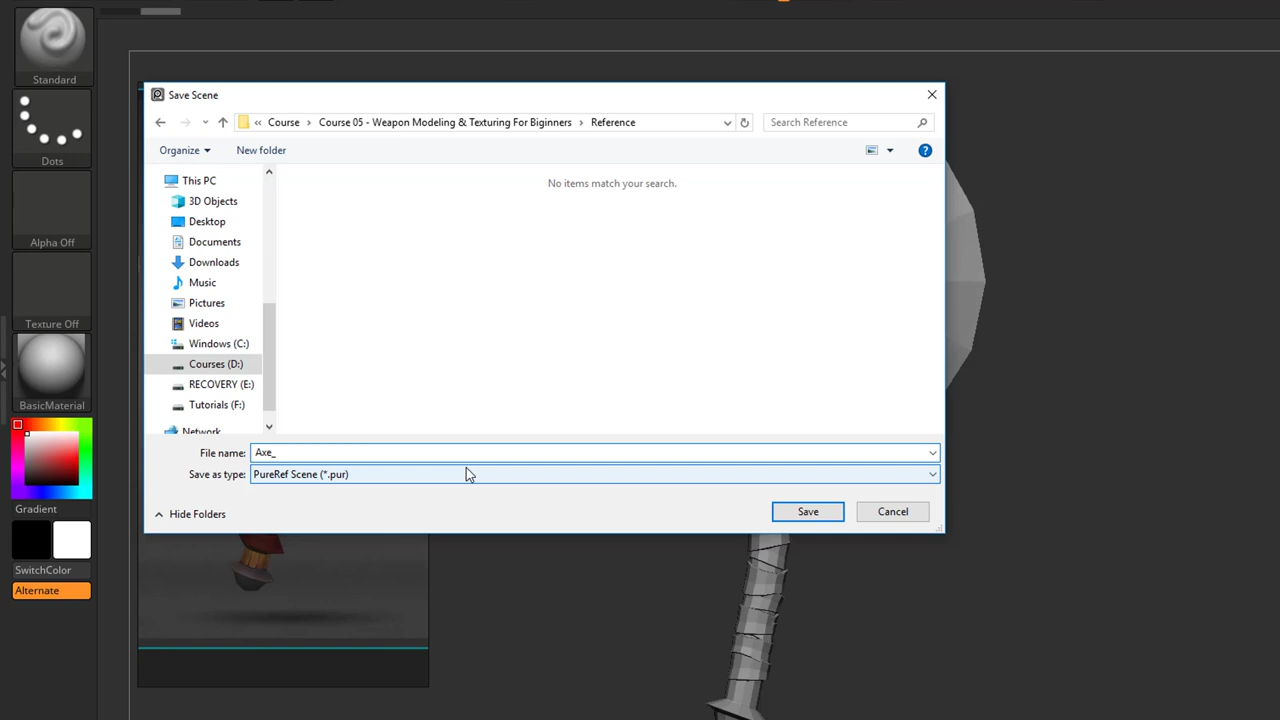 Standard
Dots
Alpha Off
Texture Off
BasicMaterial
Gradient
SwitchColor
Alternate
Save Scene
« Course > Course 05 - Weapon Modeling & Texturing For Biginners > Reference
Search Reference
Organize
New folder
This PC
3D Objects
Desktop
Documents
Downloads
Music
Pictures
Videos
Windows (C:)
Courses (D:)
RECOVERY (E:)
Tutorials (F:)
Network
No items match your search.
File name: Axe_
Save as type: PureRef Scene (*.pur)
Hide Folders
Save
Cancel